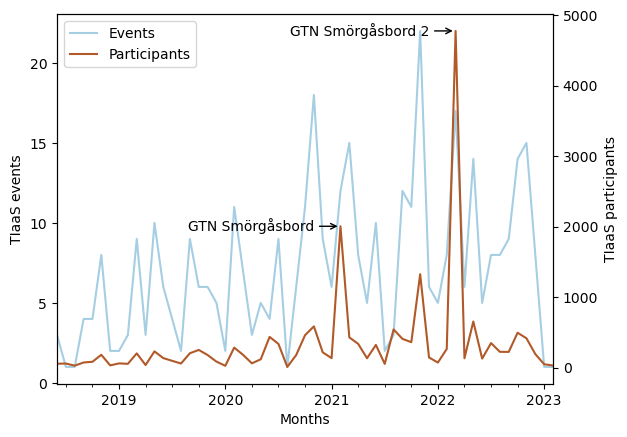 GTN Smörgåsbord 2
Events
Participants
GTN Smörgåsbord
TIaaS events
TIaaS participants
0
5
10
15
20
0
1000
2000
3000
4000
5000
2019
2020
2021
2022
2023
Months